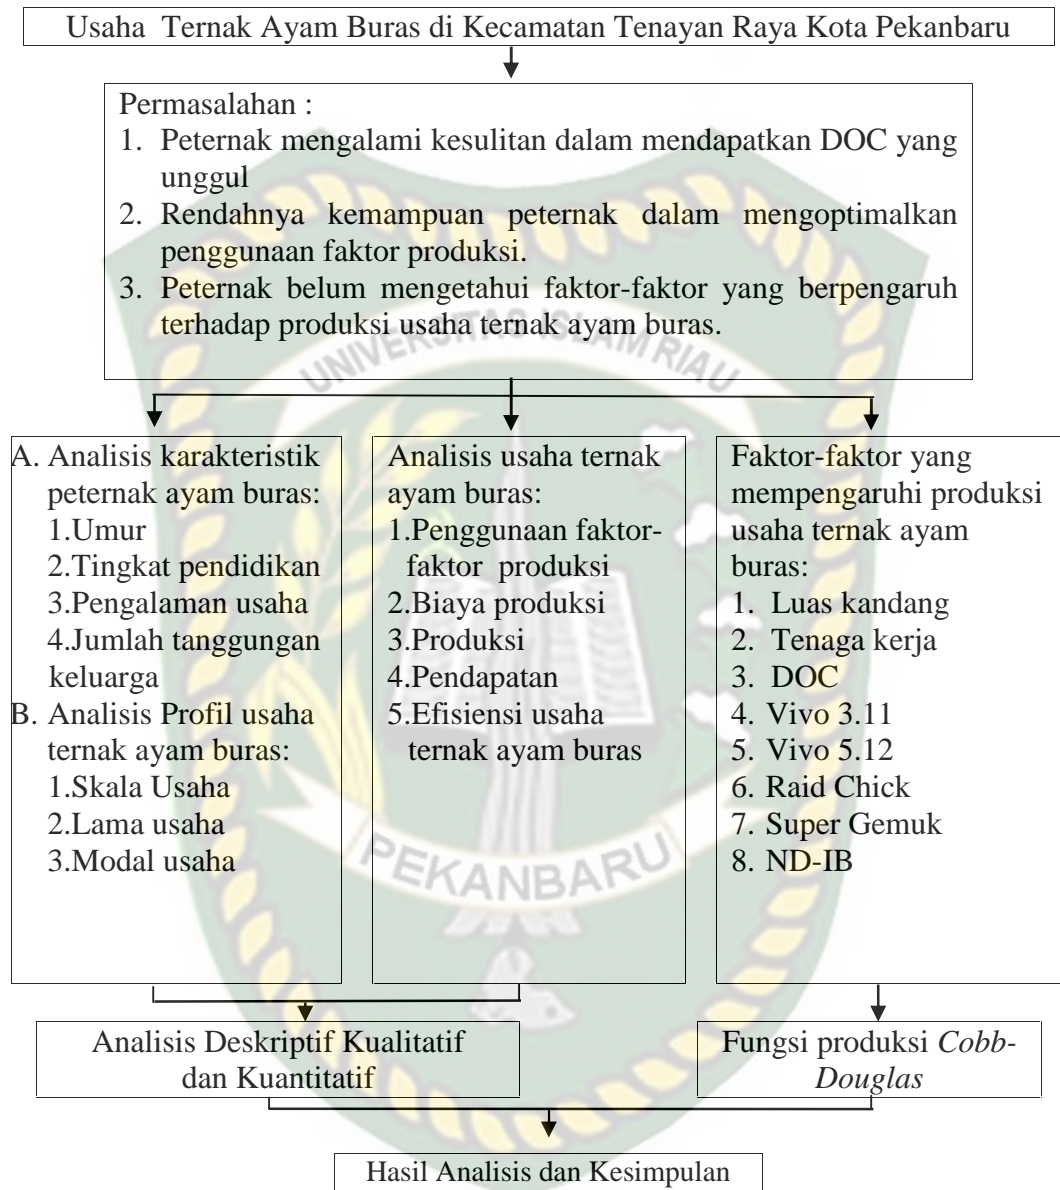 Usaha Ternak Ayam Buras di Kecamatan Tenayan Raya Kota Pekanbaru
Permasalahan :
1. Peternak mengalami kesulitan dalam mendapatkan DOC yang
unggul
2. Rendahnya kemampuan peternak dalam mengoptimalkan
penggunaan faktor produksi.
3. Peternak belum mengetahui faktor-faktor yang berpengaruh
terhadap produksi usaha ternak ayam buras.
UNIVERSITAS ISLAM RIAU
A. Analisis karakteristik
peternak ayam buras:
1.Umur
2.Tingkat pendidikan
3.Pengalaman usaha
4.Jumlah tanggungan
keluarga
B. Analisis Profil usaha
ternak ayam buras:
1.Skala Usaha
2.Lama usaha
3.Modal usaha
Analisis usaha ternak
ayam buras:
1.Penggunaan faktor-
faktor produksi
2.Biaya produksi
3.Produksi
4.Pendapatan
5.Efisiensi usaha
ternak ayam buras
Faktor-faktor yang
mempengaruhi produksi
usaha ternak ayam
buras:
1. Luas kandang
2. Tenaga kerja
3. DOC
4. Vivo 3.11
5. Vivo 5.12
6. Raid Chick
7. Super Gemuk
8. ND-IB
PEKANBARU
Analisis Deskriptif Kualitatif
dan Kuantitatif
Fungsi produksi Cobb-
Douglas
Hasil Analisis dan Kesimpulan